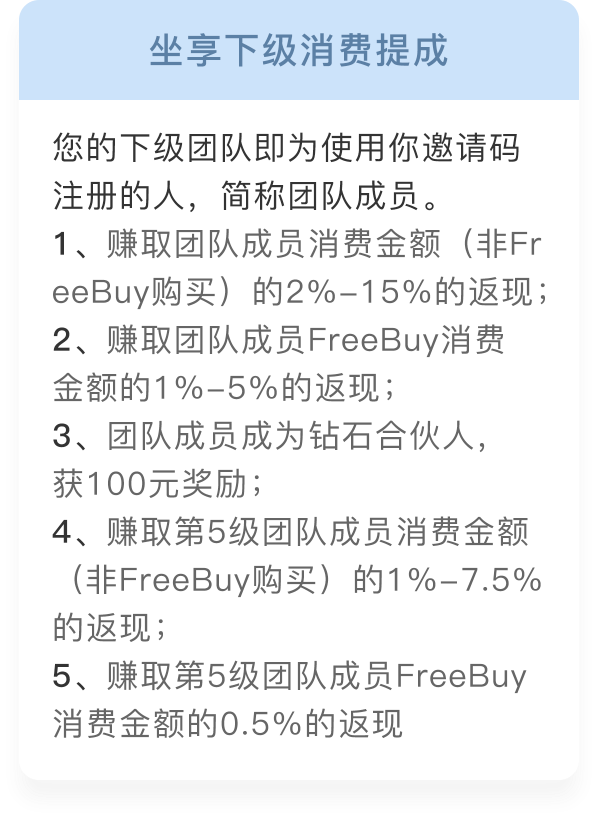 坐享下级消费提成
您的下级团队即为使用你邀请码
注册的人，简称团队成员。
1、赚取团队成员消费金额（非Fr
eeBuy购买）的2%-15%的返现；
2、赚取团队成员FreeBuy消费
金额的1%-5%的返现；
3、团队成员成为钻石合伙人，
获100元奖励；
4、赚取第5级团队成员消费金额
（非FreeBuy购买）的1%-7.5%
的返现；
5、赚取第5级团队成员FreeBuy
消费金额的0.5%的返现